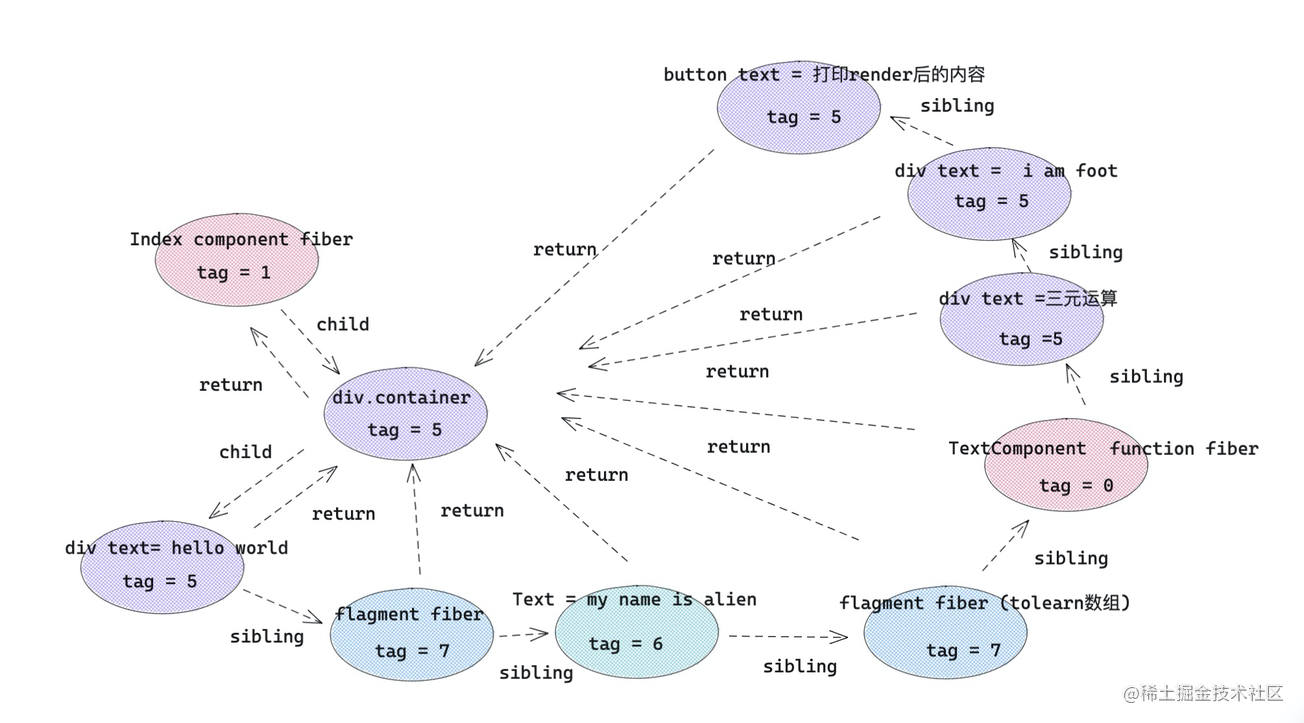 button text = 打印render后的内容
tag = 5
sibling
div text =  i am foot
tag = 5
sibling
return
return
Index component fiber
tag = 1
div text =三元运算
tag =5
return
child
return
return
sibling
div.container
tag = 5
return
TextComponent  function fiber
tag = 0
child
return
return
return
sibling
div text= hello world
tag = 5
flagment fiber
tag = 7
Text = my name is alien
tag = 6
flagment fiber (tolearn数组)
tag = 7
sibling
sibling
sibling
@稀土掘金技术社区